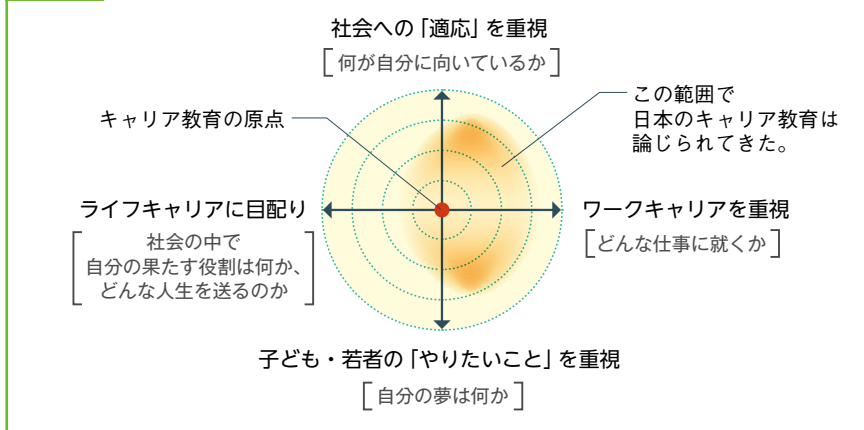 社会への「適応」を重視
[何が自分に向いているか]
キャリア教育の原点
この範囲で
日本のキャリア教育は
論じられてきた。
ライフキャリアに目配り
[社会の中で
自分の果たす役割は何か、
どんな人生を送るのか]
ワークキャリアを重視
[どんな仕事に就くか]
子ども・若者の「やりたいこと」を重視
[自分の夢は何か]